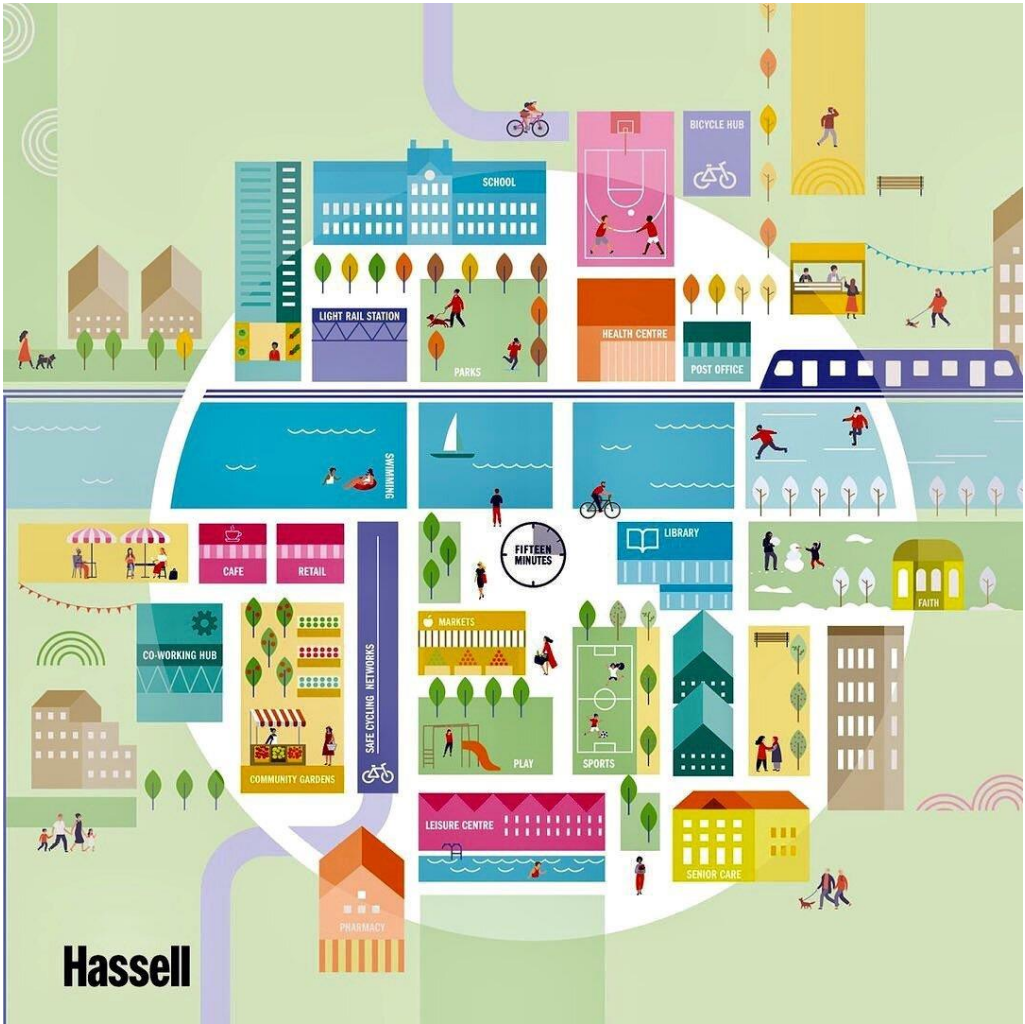 BICYCLE HUB
SCHOOL
LIGHT RAIL STATION
HEALTH CENTRE
PARKS
POST OFFICE
SWIMMING
FIFTEEN
MINUTES
LIBRARY
CAFE
RETAIL
FAITH
MARKETS
CO-WORKING HUB
SAFE CYCLING NETWORKS
PLAY
SPORTS
COMMUNITY GARDENS
LEISURE CENTRE
SENIOR CARE
PHARMACY
Hassell